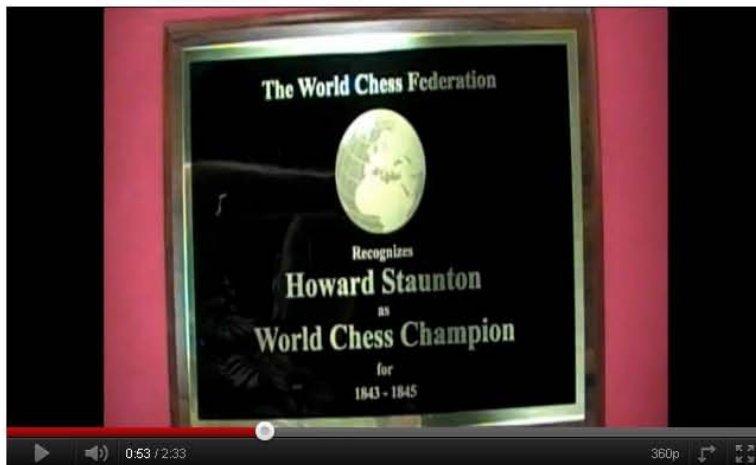 The World Chess Federation
Recognizes
Howard Staunton
as
World Chess Champion
for
1843 - 1845
0:53 / 2:33
360p